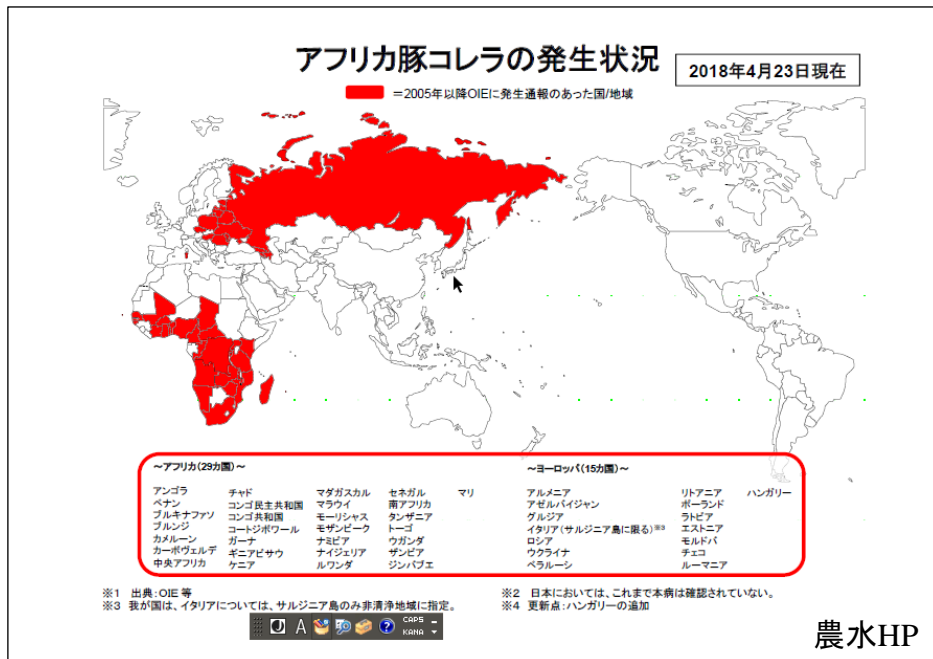 アフリカ豚コレラの発生状況
2018年4月23日現在
＝2005年以降OIEに発生通報のあった国/地域
～アフリカ(29カ国)～
アンゴラ
ベナン
ブルキナファソ
ブルンジ
カメルーン
カーボヴェルデ
中央アフリカ
チャド
コンゴ民主共和国
コンゴ共和国
コートジボワール
ガーナ
ギニアビサウ
ケニア
マダガスカル
マラウイ
モーリシャス
モザンビーク
ナミビア
ナイジェリア
ルワンダ
セネガル
南アフリカ
タンザニア
トーゴ
ウガンダ
ザンビア
ジンバブエ
マリ
～ヨーロッパ(15カ国)～
アルメニア
アゼルバイジャン
グルジア
イタリア(サルジニア島に限る)※3
ロシア
ウクライナ
ベラルーシ
リトアニア
ポーランド
ラトビア
エストニア
モルドバ
チェコ
ルーマニア
ハンガリー
※1 出典:OIE 等
※2 日本においては、これまで本病は確認されていない。
※3 我が国は、イタリアについては、サルジニア島のみ非清浄地域に指定。
※4 更新点:ハンガリーの追加
A
CAPS
KANA
農水HP